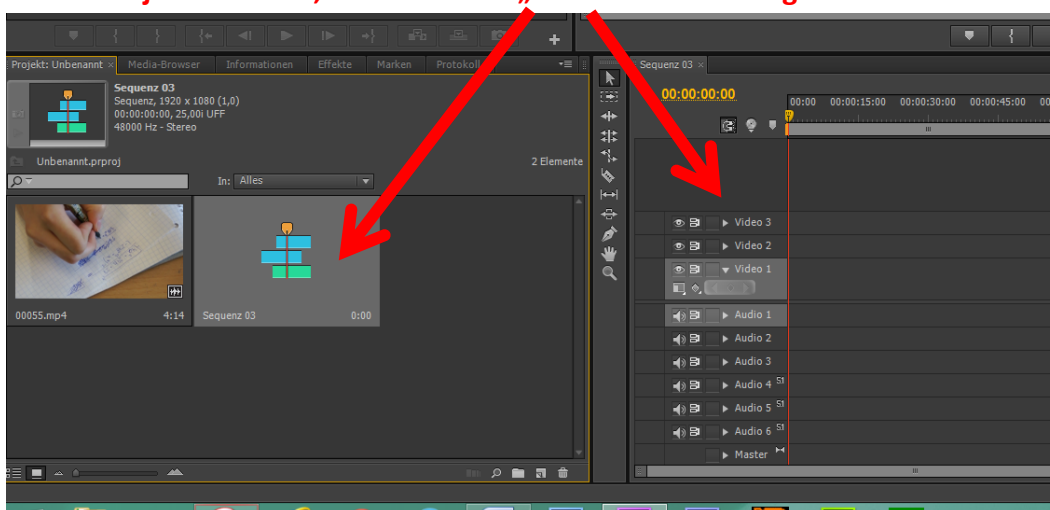 Projekt: Unbenannt × Media-Browser Informationen Effekte Marken Protokoll
Sequenz 03
Sequenz, 1920 x 1080 (1,0)
00:00:00:00, 25,00i UFF
48000 Hz - Stereo
Unbenannt.prproj
2 Elemente
In: Alles
00055.mp4 4:14
Sequenz 03 0:00
Sequenz 03 ×
00:00:00:00
00:00 00:00:15:00 00:00:30:00 00:00:45:00 00
Video 3
Video 2
Video 1
Audio 1
Audio 2
Audio 3
Audio 4 51
Audio 5 51
Audio 6 51
Master